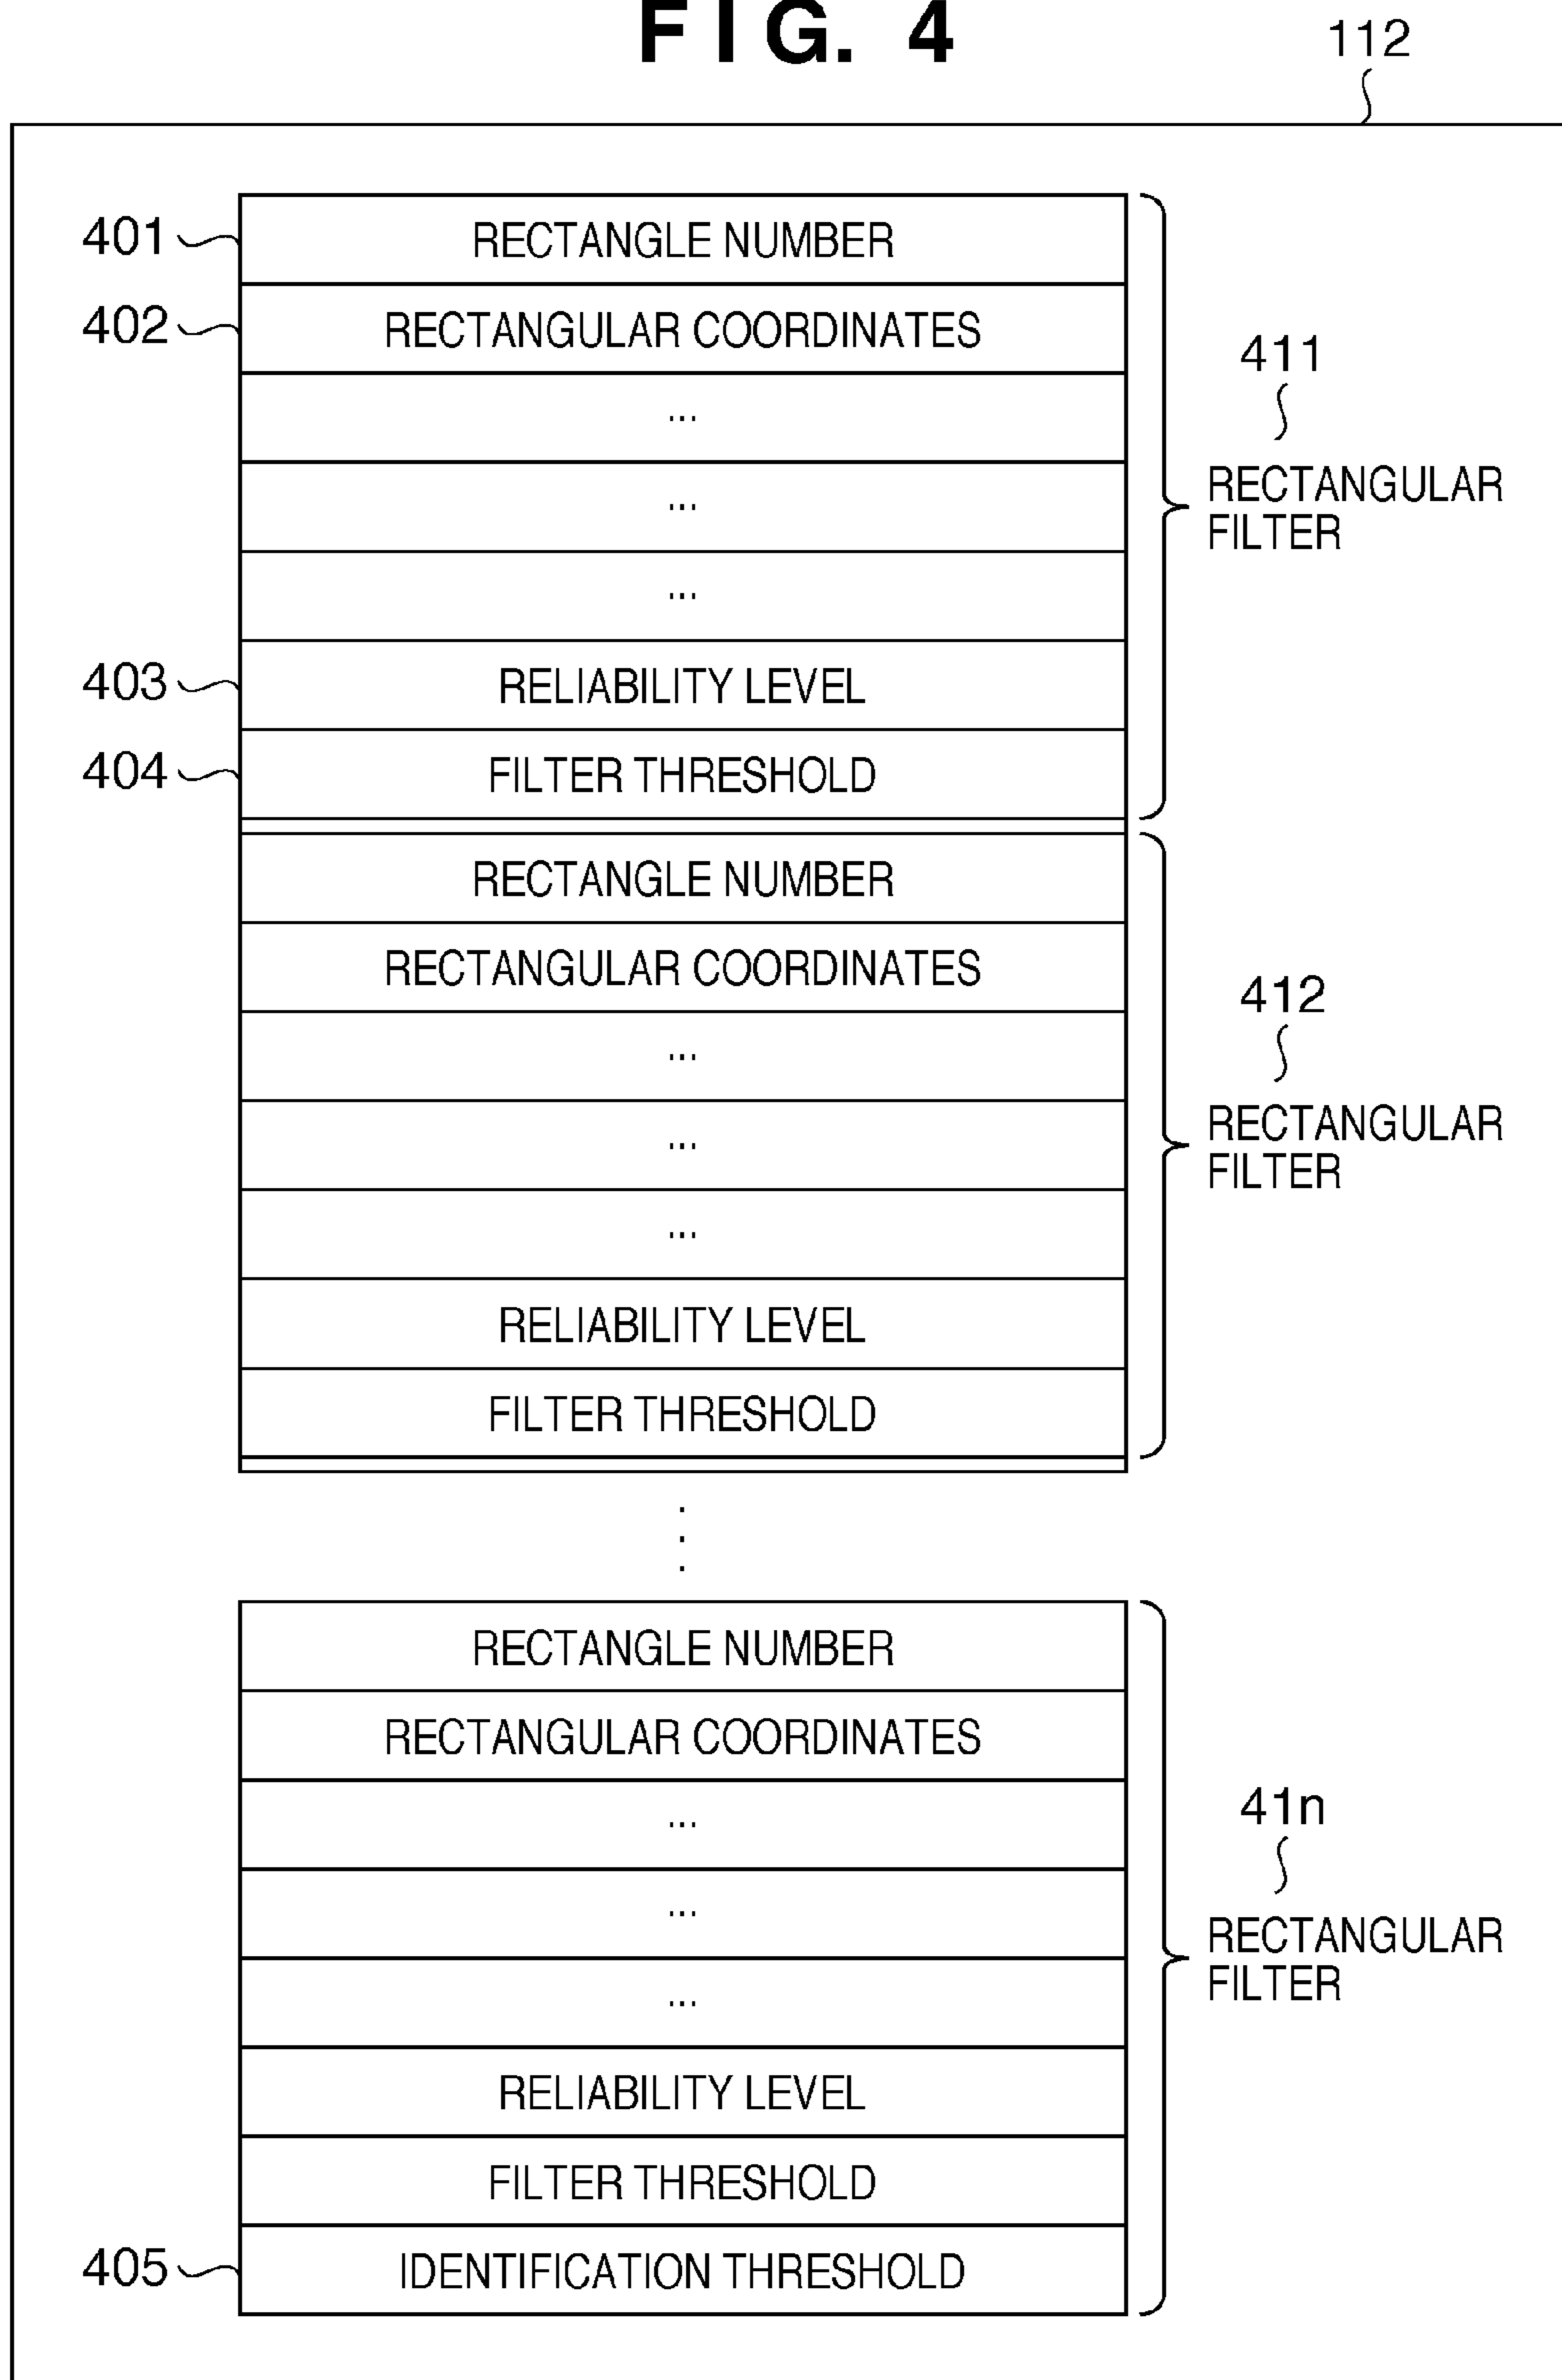 FIG. 4
112
401 RECTANGLE NUMBER
402 RECTANGULAR COORDINATES
...
...
...
403 RELIABILITY LEVEL
404 FILTER THRESHOLD
411
RECTANGULAR
FILTER
RECTANGLE NUMBER
RECTANGULAR COORDINATES
...
...
...
RELIABILITY LEVEL
FILTER THRESHOLD
412
RECTANGULAR
FILTER
RECTANGLE NUMBER
RECTANGULAR COORDINATES
...
...
...
RELIABILITY LEVEL
FILTER THRESHOLD
405 IDENTIFICATION THRESHOLD
41n
RECTANGULAR
FILTER